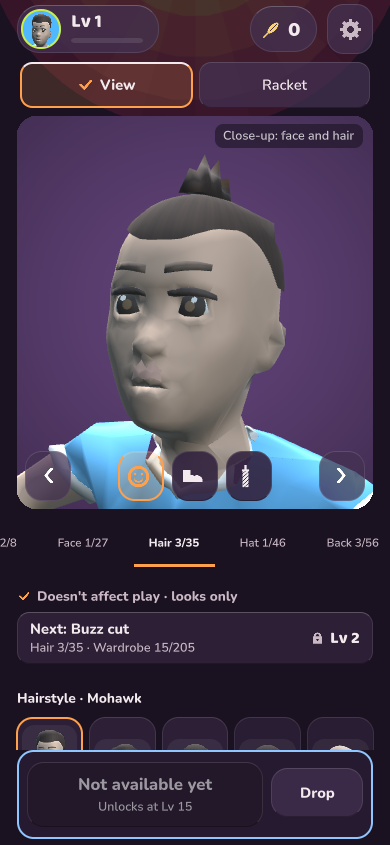 Lv 1
0
View
Racket
Close-up: face and hair
2/8
Face 1/27
Hair 3/35
Hat 1/46
Back 3/56
Doesn't affect play · looks only
Next: Buzz cut
Hair 3/35 · Wardrobe 15/205
Lv 2
Hairstyle · Mohawk
Not available yet
Unlocks at Lv 15
Drop